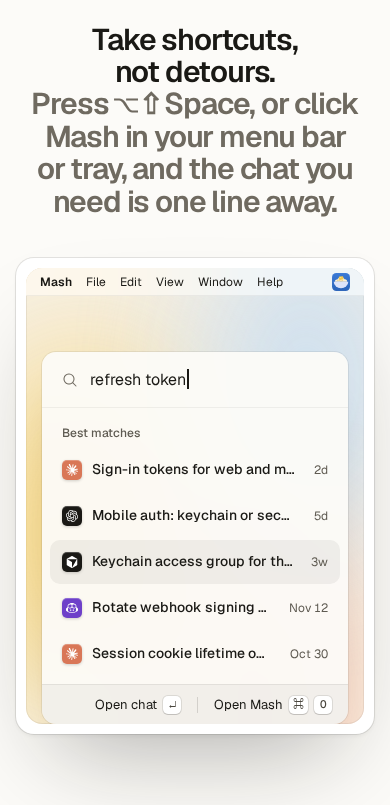 Take shortcuts,
not detours.
Press ⌥⇧ Space, or click
Mash in your menu bar
or tray, and the chat you
need is one line away.
Mash File Edit View Window Help
refresh token
Best matches
Sign-in tokens for web and m... 2d
Mobile auth: keychain or sec... 5d
Keychain access group for th... 3w
Rotate webhook signing ... Nov 12
Session cookie lifetime o... Oct 30
Open chat ↵ Open Mash ⌘ 0